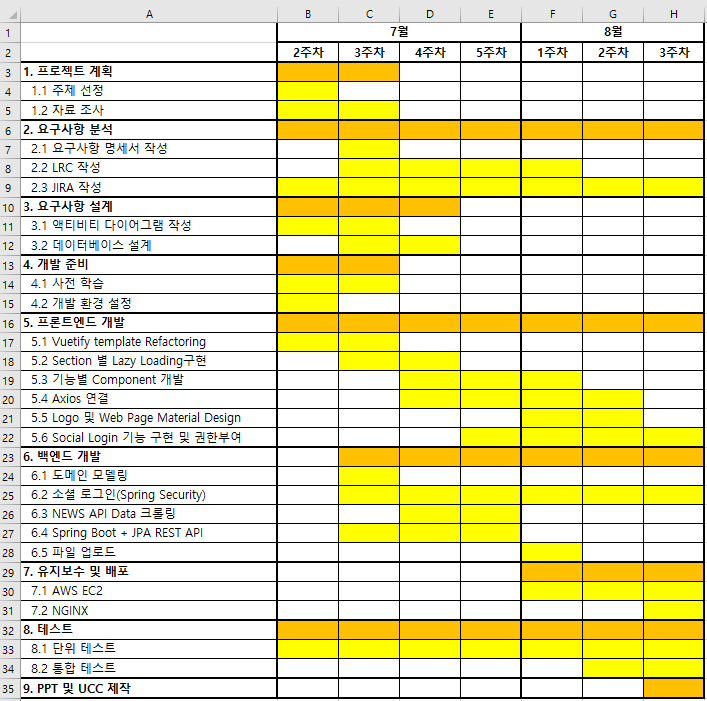 A B C D E F G H
1 7월 8월
2 2주차 3주차 4주차 5주차 1주차 2주차 3주차
3 1. 프로젝트 계획
4 1.1 주제 선정
5 1.2 자료 조사
6 2. 요구사항 분석
7 2.1 요구사항 명세서 작성
8 2.2 LRC 작성
9 2.3 JIRA 작성
10 3. 요구사항 설계
11 3.1 액티비티 다이어그램 작성
12 3.2 데이터베이스 설계
13 4. 개발 준비
14 4.1 사전 학습
15 4.2 개발 환경 설정
16 5. 프론트엔드 개발
17 5.1 Vuetify template Refactoring
18 5.2 Section 별 Lazy Loading구현
19 5.3 기능별 Component 개발
20 5.4 Axios 연결
21 5.5 Logo 및 Web Page Material Design
22 5.6 Social Login 기능 구현 및 권한부여
23 6. 백엔드 개발
24 6.1 도메인 모델링
25 6.2 소셜 로그인(Spring Security)
26 6.3 NEWS API Data 크롤링
27 6.4 Spring Boot + JPA REST API
28 6.5 파일 업로드
29 7. 유지보수 및 배포
30 7.1 AWS EC2
31 7.2 NGINX
32 8. 테스트
33 8.1 단위 테스트
34 8.2 통합 테스트
35 9. PPT 및 UCC 제작